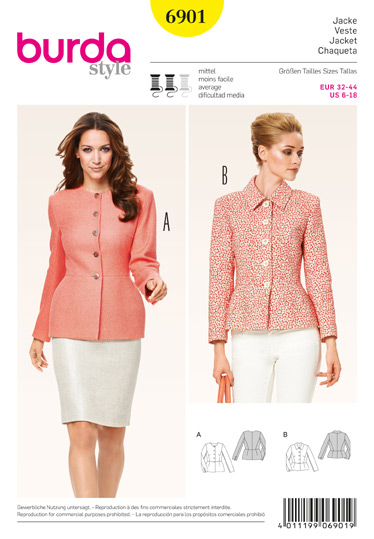 6901
burda
style
mittel
moins facile
average
dificultad media
Jacke
Veste
Jacket
Chaqueta
Größen Tailles Sizes Tallas
EUR 32-44
US 6-18
A
B
A
B
Gewerbliche Nutzung untersagt. – Reproduction à des fins commerciales strictement interdite.
Reproduction for commercial purposes prohibited. – La reproducción para propósitos comerciales prohibió
4 011199 069019